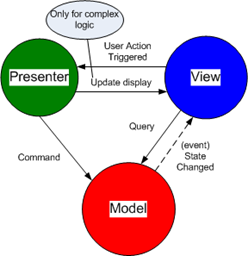 Only for complex
logic
User Action
Triggered
Presenter
View
Update display
Query
(event)
State
Changed
Command
Model